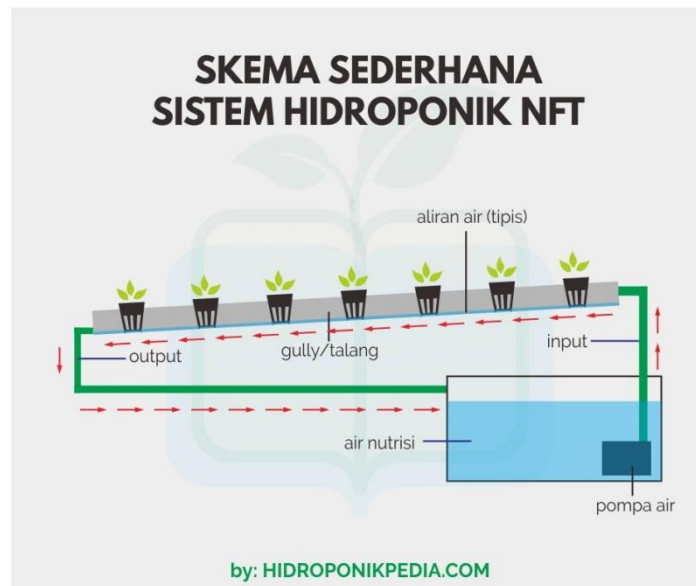 SKEMA SEDERHANA
SISTEM HIDROPONIK NFT
aliran air (tipis)
output
gully/talang
input
air nutrisi
pompa air
by: HIDROPONIKPEDIA.COM